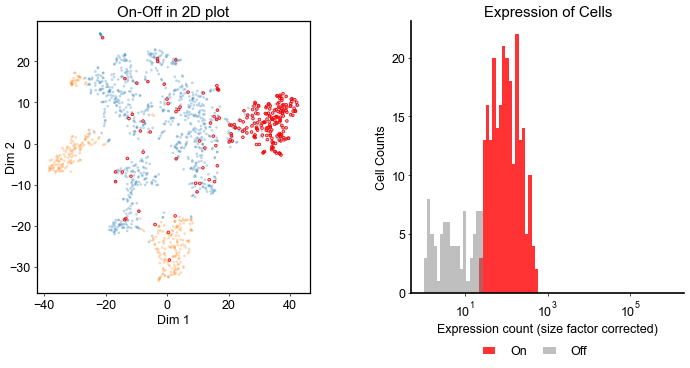 On-Off in 2D plot
20
10
0
−10
−20
−30
Dim 2
−40
−20
0
20
40
Dim 1
Expression of Cells
20
15
10
5
0
Cell Counts
10^1
10^3
10^5
Expression count (size factor corrected)
On Off